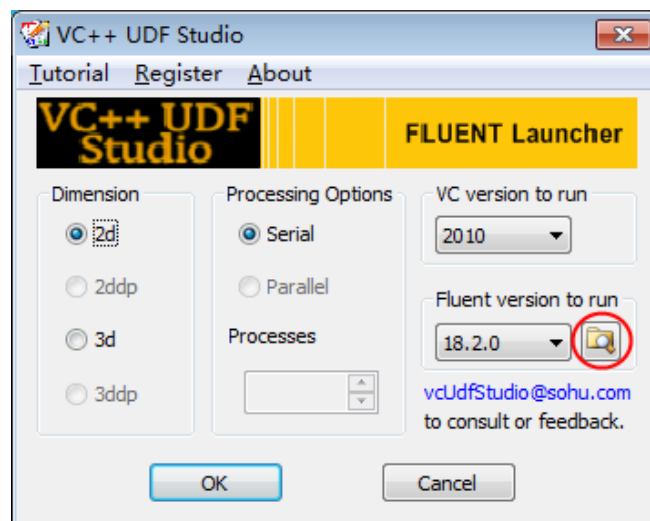 VC++ UDF Studio
Tutorial Register About
VC++ UDF
Studio
FLUENT Launcher
Dimension
2d
2ddp
3d
3ddp
Processing Options
Serial
Parallel
Processes
VC version to run
2010
Fluent version to run
18.2.0
vcUdfStudio@sohu.com
to consult or feedback.
OK
Cancel